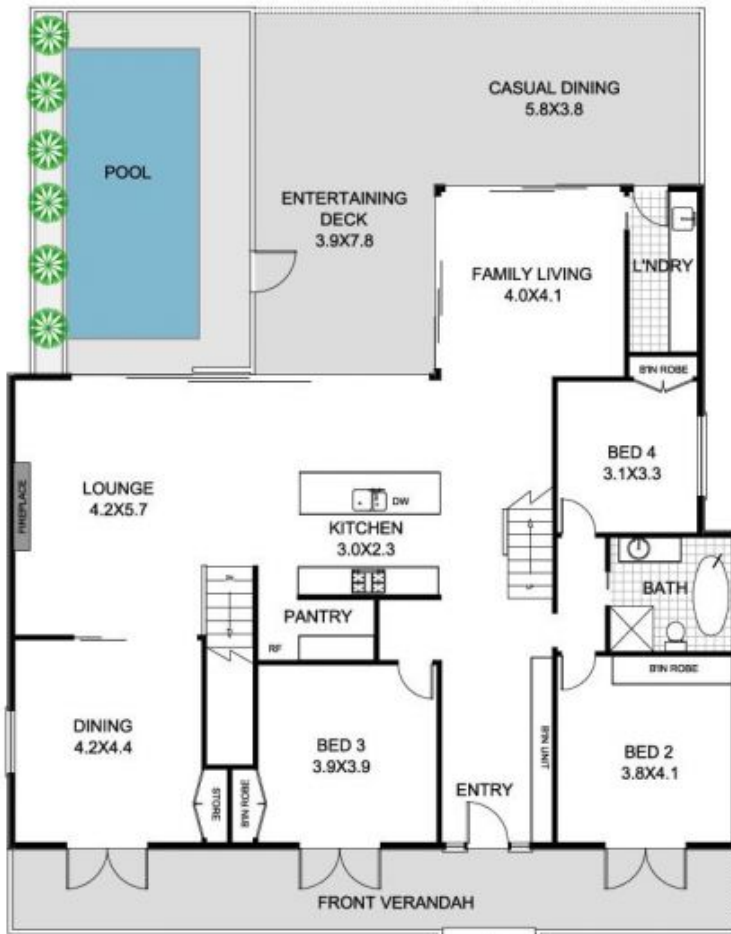 CASUAL DINING
5.8X3.8
POOL
ENTERTAINING
DECK
3.9X7.8
FAMILY LIVING
4.0X4.1
L'NDRY
B'IN ROBE
BED 4
3.1X3.3
LOUNGE
4.2X5.7
FIREPLACE
DW
KITCHEN
3.0X2.3
BATH
PANTRY
RF
B'IN ROBE
DINING
4.2X4.4
BED 3
3.9X3.9
B'IN UNIT
BED 2
3.8X4.1
STORE
B'IN ROBE
ENTRY
FRONT VERANDAH